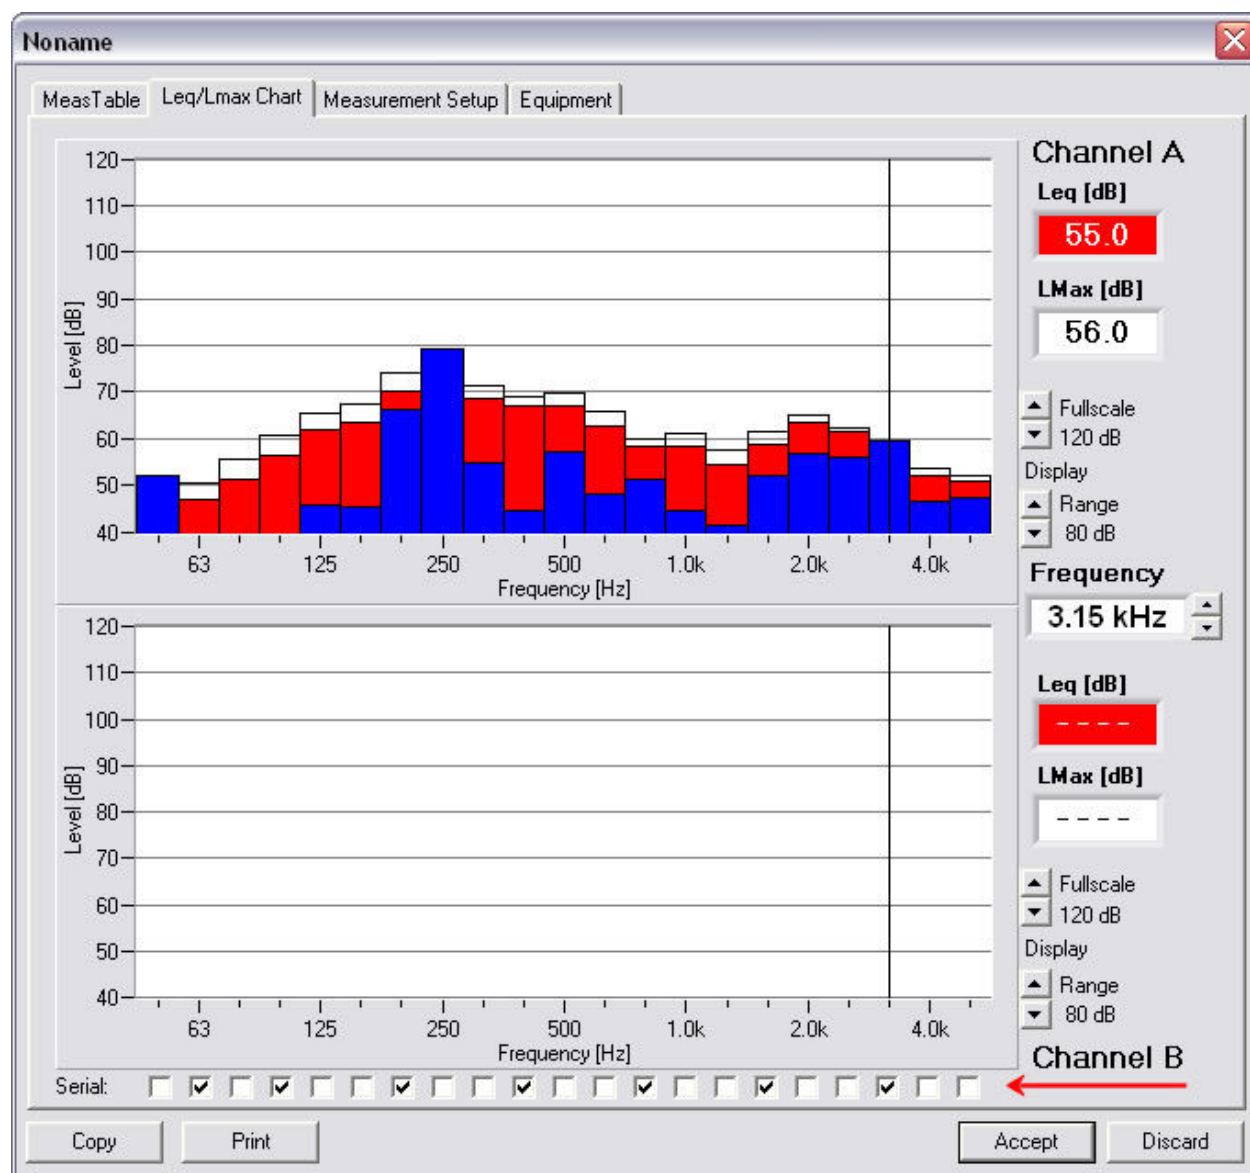 Noname
MeasTable Leq/Lmax Chart Measurement Setup Equipment
Channel A
Leq [dB]
55.0
LMax [dB]
56.0
Fullscale
120 dB
Display
Range
80 dB
Level [dB]
120
110
100
90
80
70
60
50
40
63 125 250 500 1.0k 2.0k 4.0k
Frequency [Hz]
Frequency
3.15 kHz
Level [dB]
120
110
100
90
80
70
60
50
40
63 125 250 500 1.0k 2.0k 4.0k
Frequency [Hz]
Leq [dB]
----
LMax [dB]
----
Fullscale
120 dB
Display
Range
80 dB
Channel B
Serial:
Copy Print Accept Discard